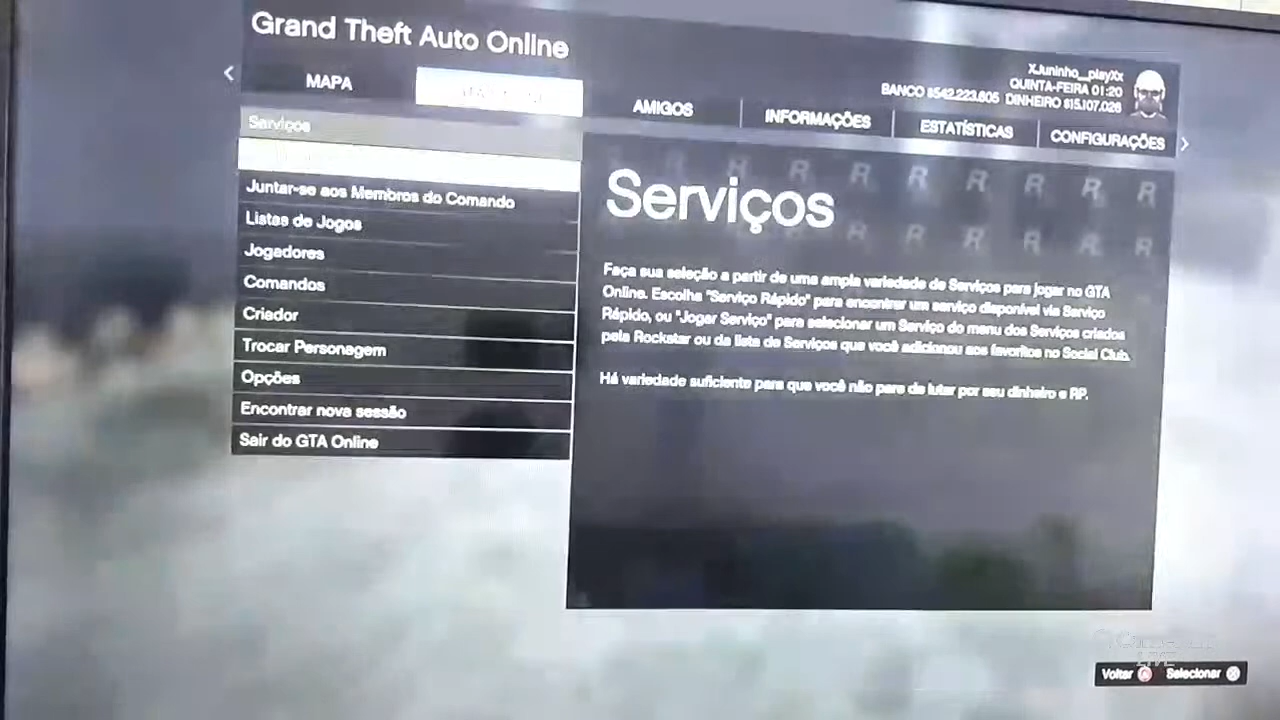 Grand Theft Auto Online
XJuninho__playXx
QUINTA-FEIRA 01:20
BANCO $542.223.605 DINHEIRO $15.107.026
MAPA
AMIGOS
INFORMAÇÕES
ESTATÍSTICAS
CONFIGURAÇÕES
Serviços
Juntar-se aos Membros do Comando
Listas de Jogos
Jogadores
Comandos
Criador
Trocar Personagem
Opções
Encontrar nova sessão
Sair do GTA Online
Serviços
Faça sua seleção a partir de uma ampla variedade de Serviços para jogar no GTA
Online. Escolha "Serviço Rápido" para encontrar um serviço disponível via Serviço
Rápido, ou "Jogar Serviço" para selecionar um Serviço do menu dos Serviços criados
pela Rockstar ou da lista de Serviços que você adicionou aos favoritos no Social Club.
Há variedade suficiente para que você não pare de lutar por seu dinheiro e RP.
LIVE
Voltar Selecionar